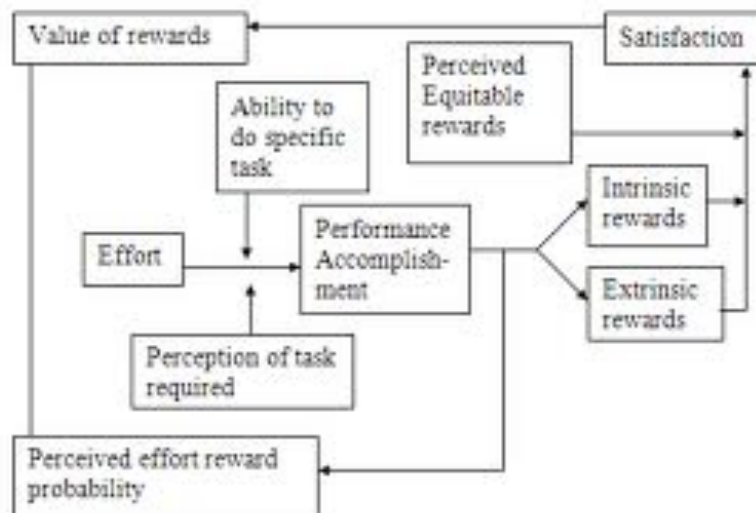 Value of rewards
Satisfaction
Perceived
Equitable
rewards
Ability to
do specific
task
Intrinsic
rewards
Effort
Performance
Accomplish-
ment
Extrinsic
rewards
Perception of task
required
Perceived effort reward
probability